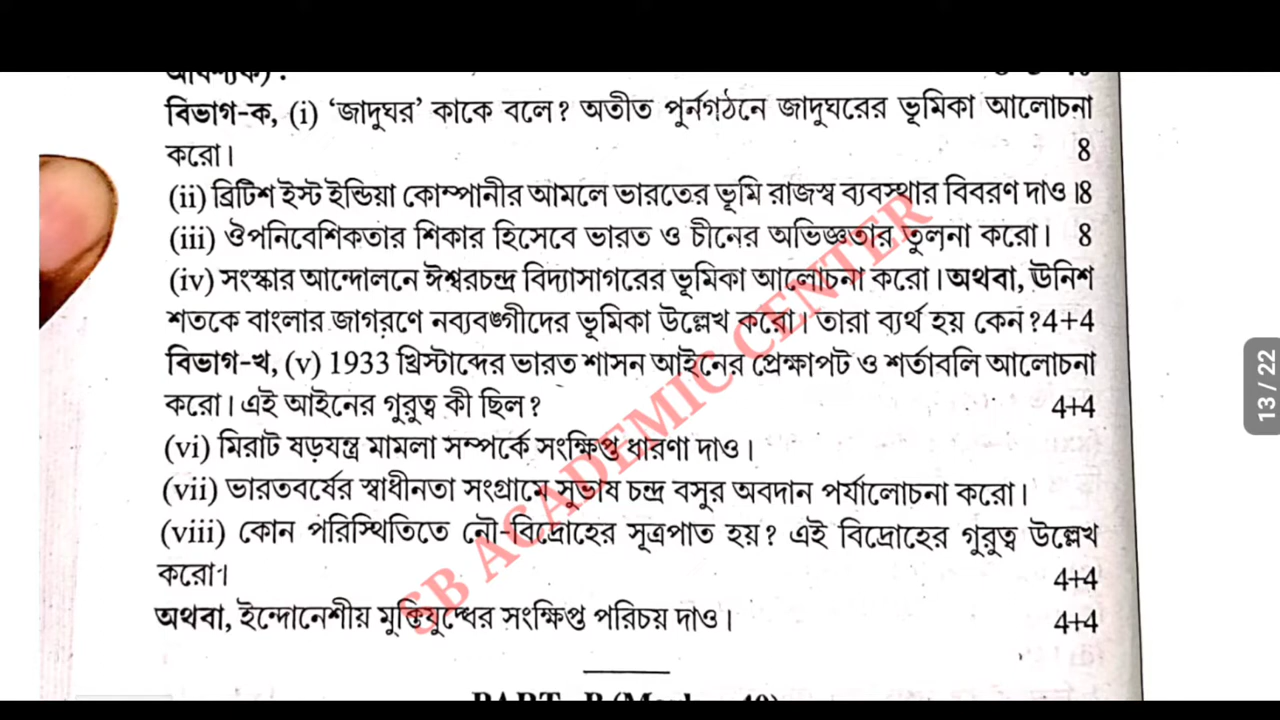 আবশ্যক) :
বিভাগ-ক, (i) 'জাদুঘর' কাকে বলে? অতীত পুর্নগঠনে জাদুঘরের ভূমিকা আলোচনা
করো। 8
(ii) ব্রিটিশ ইস্ট ইন্ডিয়া কোম্পানীর আমলে ভারতের ভূমি রাজস্ব ব্যবস্থার বিবরণ দাও।8
(iii) ঔপনিবেশিকতার শিকার হিসেবে ভারত ও চীনের অভিজ্ঞতার তুলনা করো। 8
(iv) সংস্কার আন্দোলনে ঈশ্বরচন্দ্র বিদ্যাসাগরের ভূমিকা আলোচনা করো। অথবা, ঊনিশ
শতকে বাংলার জাগরণে নব্যবঙ্গীদের ভূমিকা উল্লেখ করো। তারা ব্যর্থ হয় কেন?4+4
বিভাগ-খ, (v) 1933 খ্রিস্টাব্দের ভারত শাসন আইনের প্রেক্ষাপট ও শর্তাবলি আলোচনা
করো। এই আইনের গুরুত্ব কী ছিল? 4+4
(vi) মিরাট ষড়যন্ত্র মামলা সম্পর্কে সংক্ষিপ্ত ধারণা দাও।
(vii) ভারতবর্ষের স্বাধীনতা সংগ্রামে সুভাষ চন্দ্র বসুর অবদান পর্যালোচনা করো।
(viii) কোন পরিস্থিতিতে নৌ-বিদ্রোহের সূত্রপাত হয়? এই বিদ্রোহের গুরুত্ব উল্লেখ
করো। 4+4
অথবা, ইন্দোনেশীয় মুক্তিযুদ্ধের সংক্ষিপ্ত পরিচয় দাও। 4+4
SB ACADEMIC CENTER
13 / 22